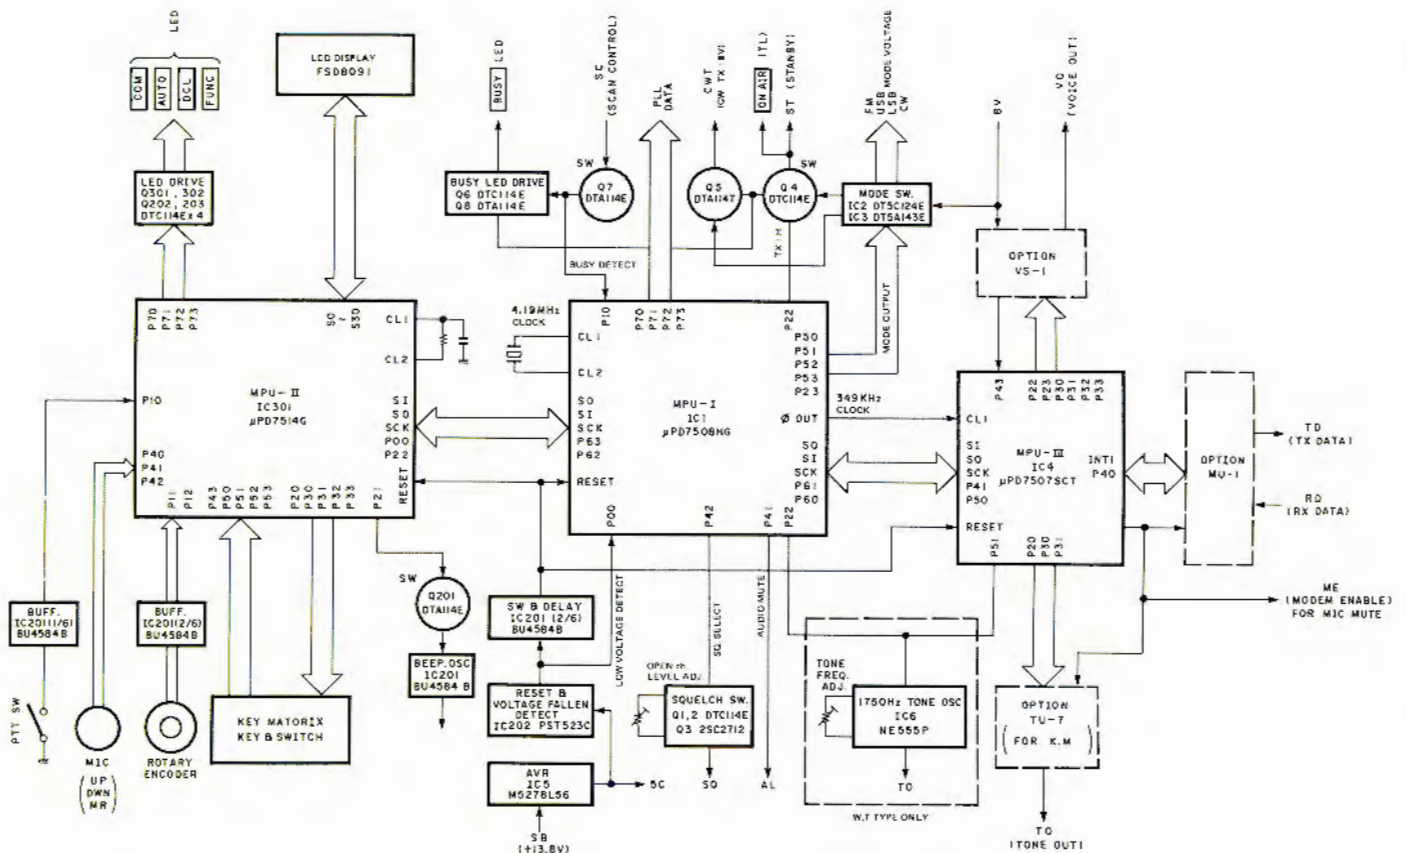 LED
COM
AUTO
DCL
FUNC
LCD DISPLAY
FSD8091
BUSY LED
SC
(SCAN CONTROL)
PLL
DATA
CWT
(CW TX : 8V)
ON AIR (TL)
ST (STANBY)
FM
USB
LSB
CW
MODE VOLTAGE
8V
VO
(VOICE OUT)
LED DRIVE
Q301 , 302
Q202 , 203
DTC114E×4
BUSY LED DRIVE
Q6 DTC114E
Q8 DTA114E
SW
Q7
DTA114E
Q5
DTA114T
SW
Q4
DTC114E
MODE SW.
IC2 DT5C124E
IC3 DT5A143E
OPTION
VS-1
BUSY DETECT
TX : H
MODE OUTPUT
P70
P71
P72
P73
S0
~
S30
CL1
CL2
MPU-II
IC301
μPD7514G
P10
SI
SO
SCK
P00
P22
RESET
P40
P41
P42
P11
P12
P43
P50
P51
P52
P53
P20
P30
P31
P32
P33
P21
4.19MHz
CLOCK
P10
P70
P71
P72
P73
P22
CL1
CL2
P50
P51
P52
P53
P23
MPU-I
IC1
μPD7508HG
SO
SI
SCK
P63
P62
RESET
Ø OUT
349KHz
CLOCK
SO
SI
SCK
P61
P60
P00
P42
P41
P22
P43
P22
P23
P30
P31
P32
P33
CL1
MPU-III
IC4
μPD7507SCT
SI
SO
SCK
P41
P50
RESET
INT1
P40
P51
P20
P30
P31
OPTION
MU-1
TD
(TX DATA)
RD
(RX DATA)
ME
(MODEM ENABLE)
FOR MIC MUTE
BUFF.
IC201(1/6)
BU4584B
BUFF.
IC201(2/6)
BU4584B
SW
Q201
DTA114E
BEEP. OSC
IC201
BU4584 B
SW B DELAY
IC201 (2/6)
BU4584B
LOW VOLTAGE DETECT
SQ SELECT
AUDIO MUTE
RESET &
VOLTAGE FALLEN
DETECT
IC202 PST523C
OPEN th.
LEVEL ADJ.
SQUELCH SW.
Q1,2 DTC114E
Q3 2SC2712
TONE
FREQ.
ADJ.
1750Hz TONE OSC
IC6
NE555P
OPTION
TU-7
(FOR K.M)
PTT SW
MIC
(UP
DWN
MR)
ROTARY
ENCODER
KEY MATORIX
KEY & SWITCH
AVR
IC5
M5278L56
5C
SB
(+13.8V)
SQ
AL
TO
W,T TYPE ONLY
TO
(TONE OUT)